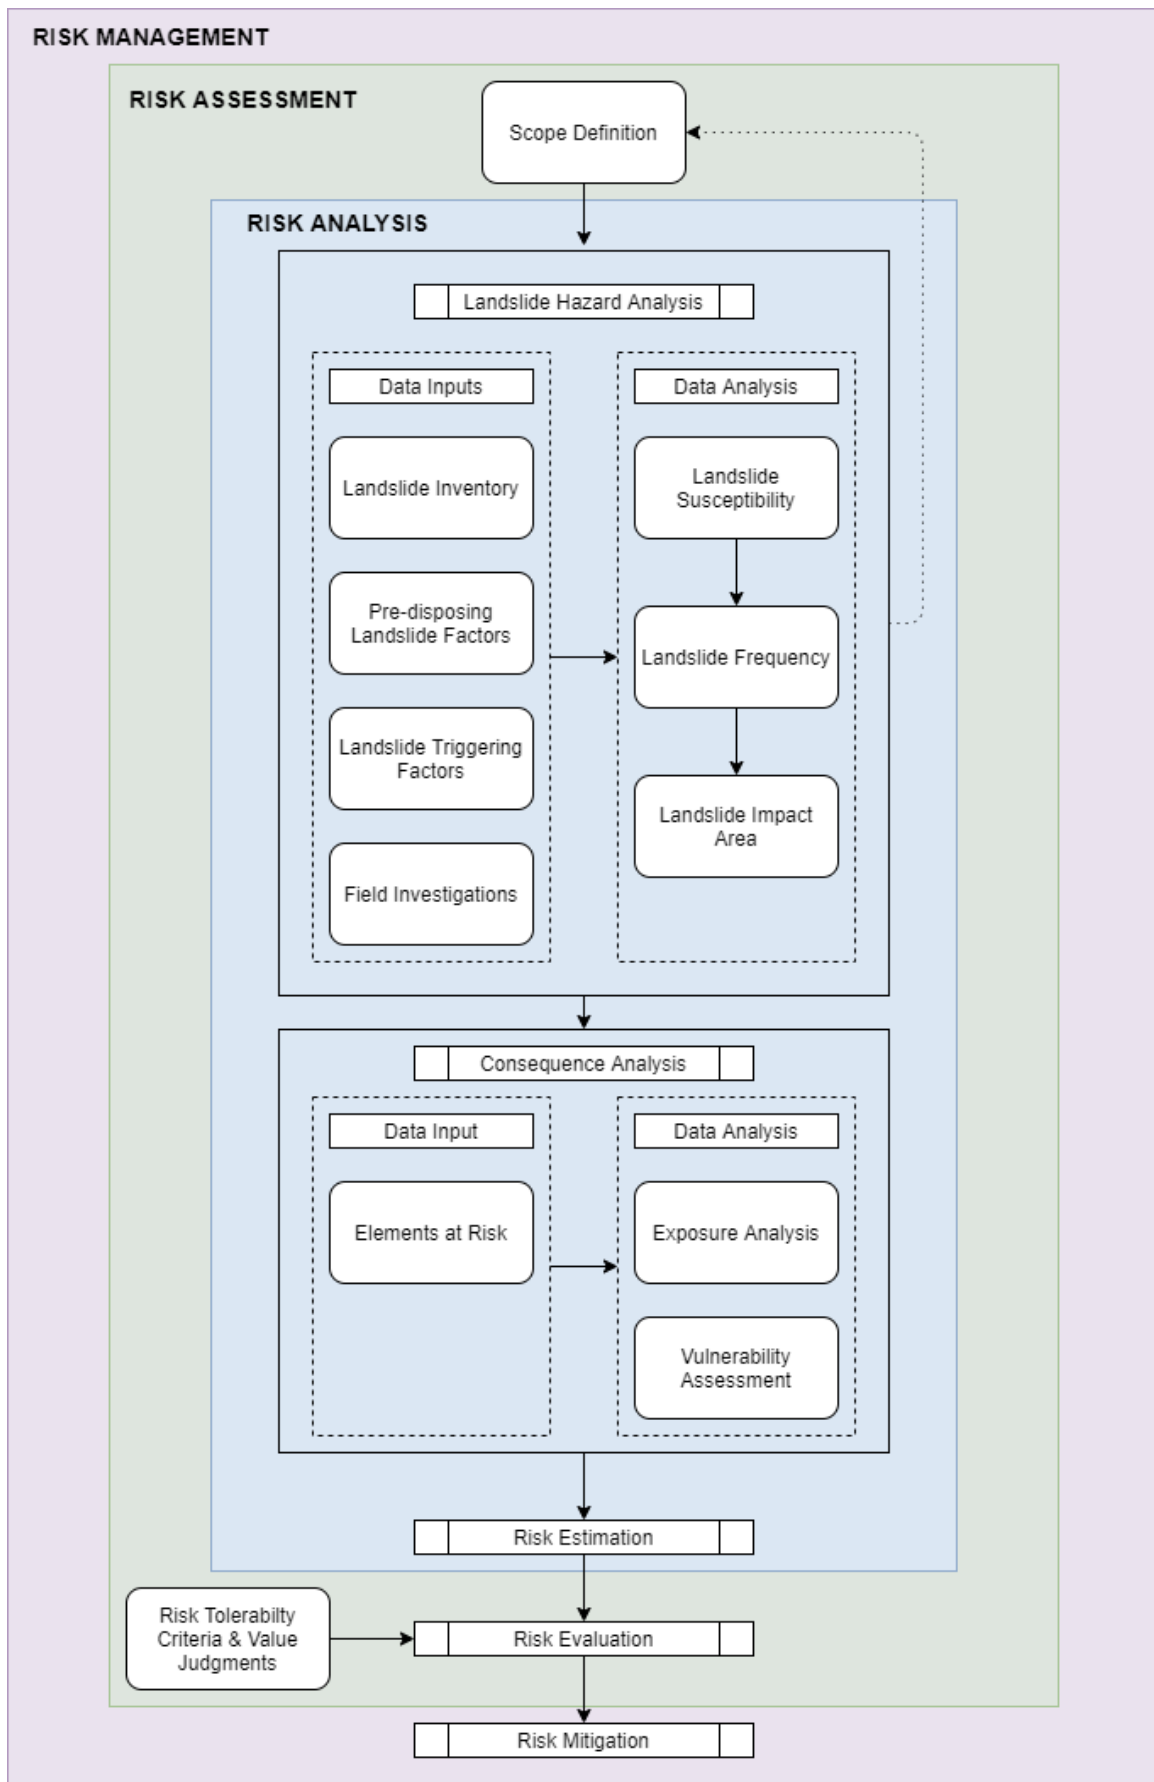 RISK MANAGEMENT
RISK ASSESSMENT
Scope Definition
RISK ANALYSIS
Landslide Hazard Analysis
Data Inputs
Landslide Inventory
Pre-disposing
Landslide Factors
Landslide Triggering
Factors
Field Investigations
Data Analysis
Landslide
Susceptibility
Landslide Frequency
Landslide Impact
Area
Consequence Analysis
Data Input
Elements at Risk
Data Analysis
Exposure Analysis
Vulnerability
Assessment
Risk Estimation
Risk Tolerabilty
Criteria & Value
Judgments
Risk Evaluation
Risk Mitigation